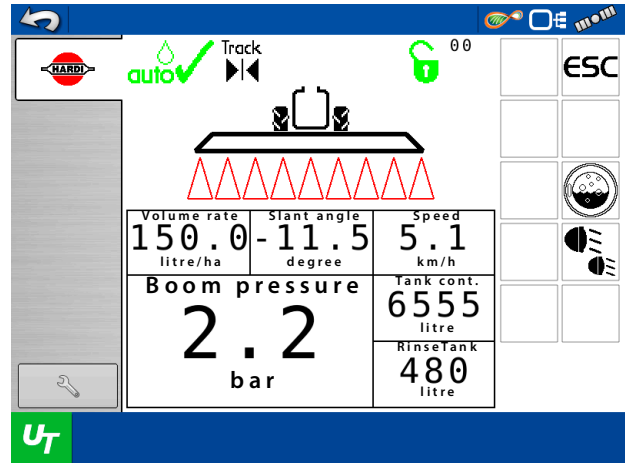 Track
00
auto
HARDI
ESC
Volume rate
150.0
litre/ha
Slant angle
-11.5
degree
Speed
5.1
km/h
Boom pressure
2.2
bar
Tank cont.
6555
litre
RinseTank
480
litre
UT